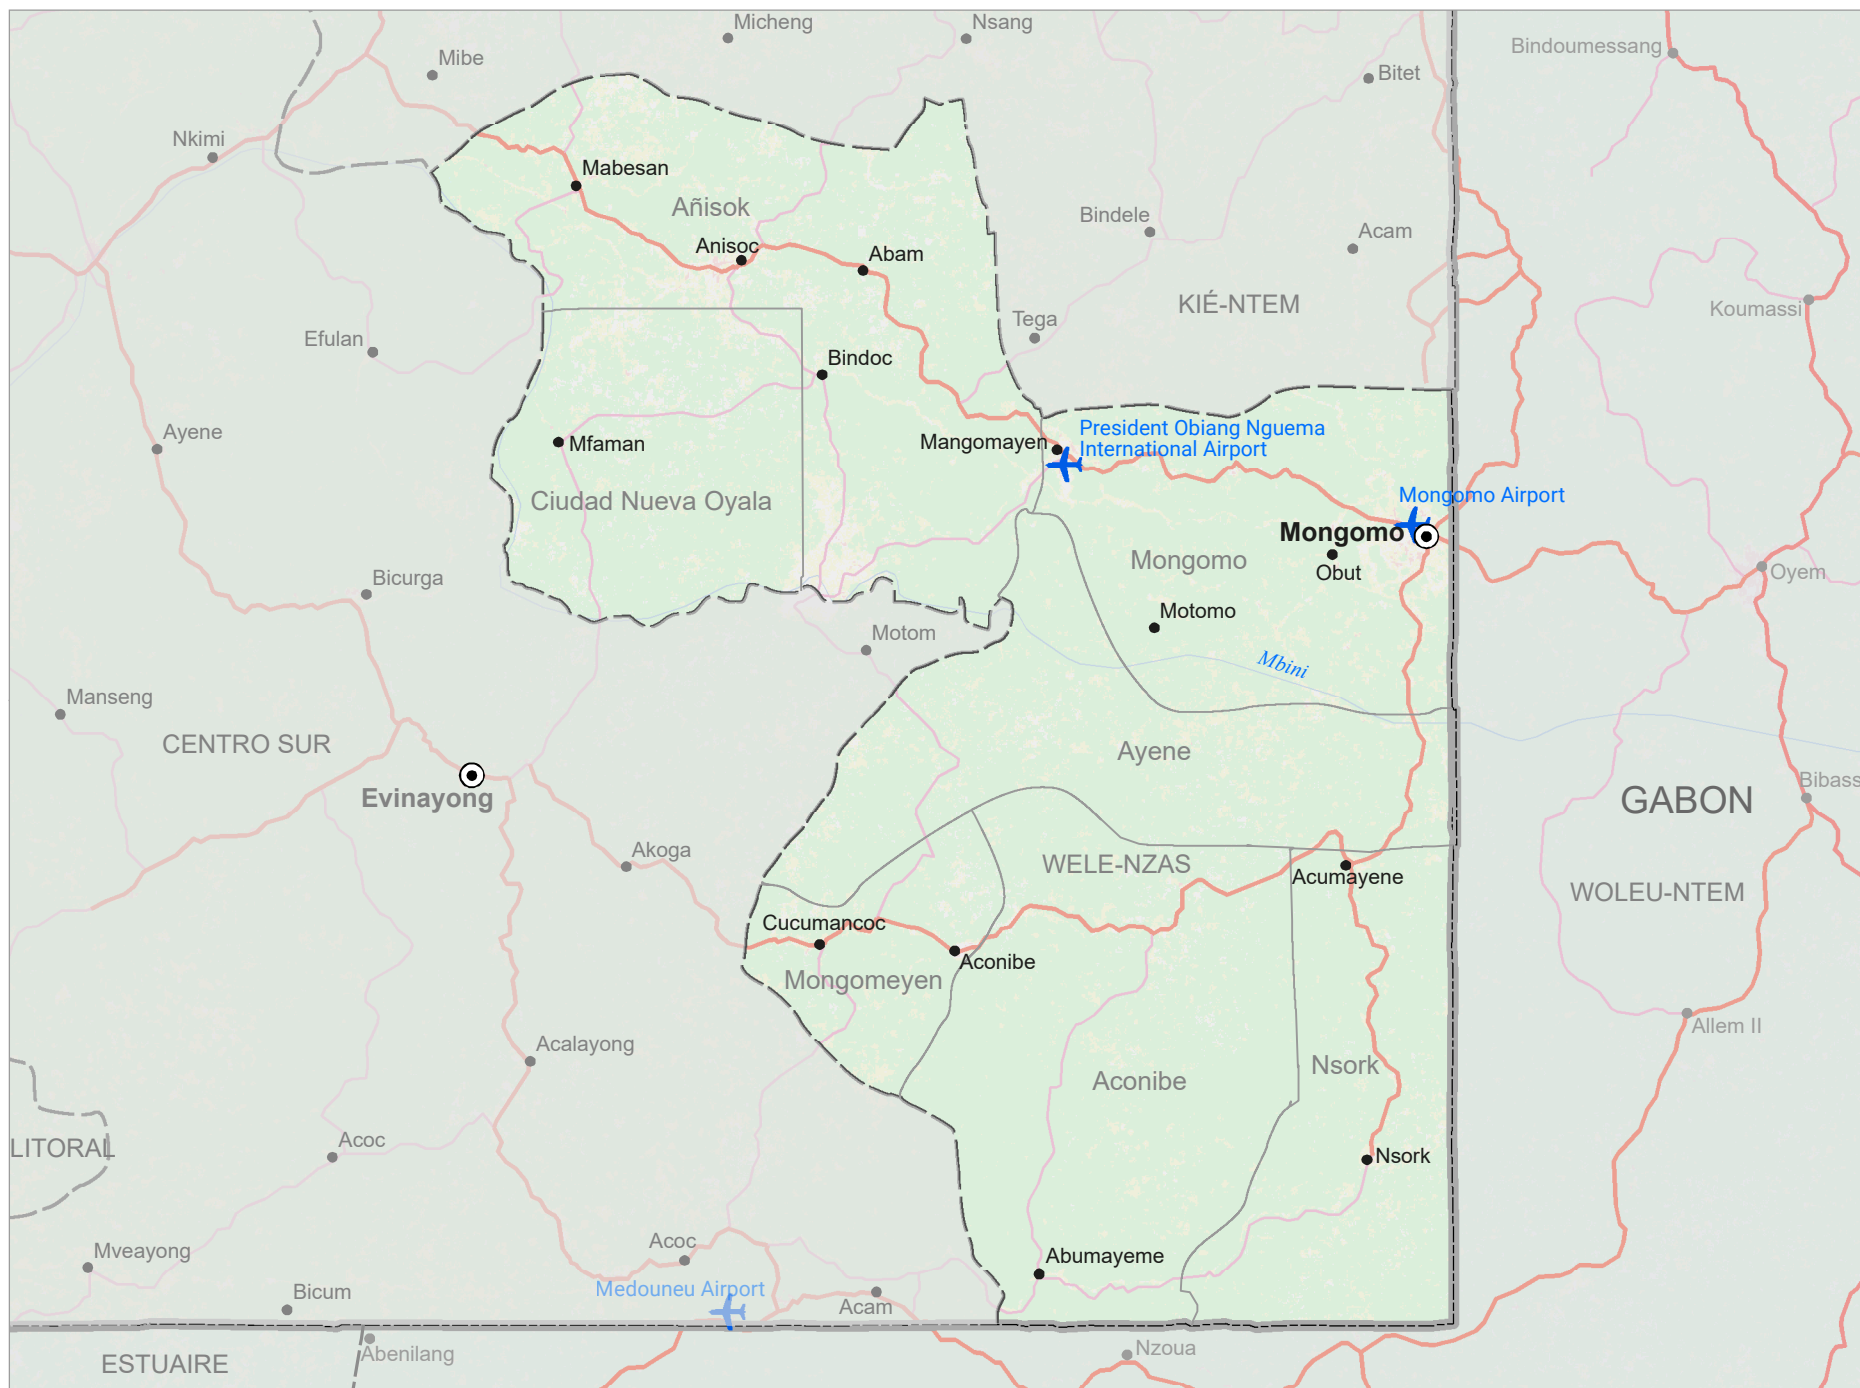 Micheng
Nsang
Mibe
Bitet
Bindoumessang
Nkimi
Mabesan
Añisok
Bindele
Anisoc
Abam
Acam
KIÉ-NTEM
Koumassi
Tega
Efulan
Bindoc
Ayene
Mfaman
Mangomayen
President Obiang Nguema
International Airport
Ciudad Nueva Oyala
Mongomo Airport
Mongomo
Mongomo
Obut
Oyem
Bicurga
Motomo
Motom
Mbini
Manseng
CENTRO SUR
Ayene
Evinayong
GABON
Bibass
Akoga
WELE-NZAS
Acumayene
WOLEU-NTEM
Cucumancoc
Aconibe
Mongomeyen
Allem II
Acalayong
Aconibe
Nsork
LITORAL
Acoc
Nsork
Mveayong
Acoc
Abumayeme
Bicum
Medouneu Airport
Acam
Abenilang
ESTUAIRE
Nzoua